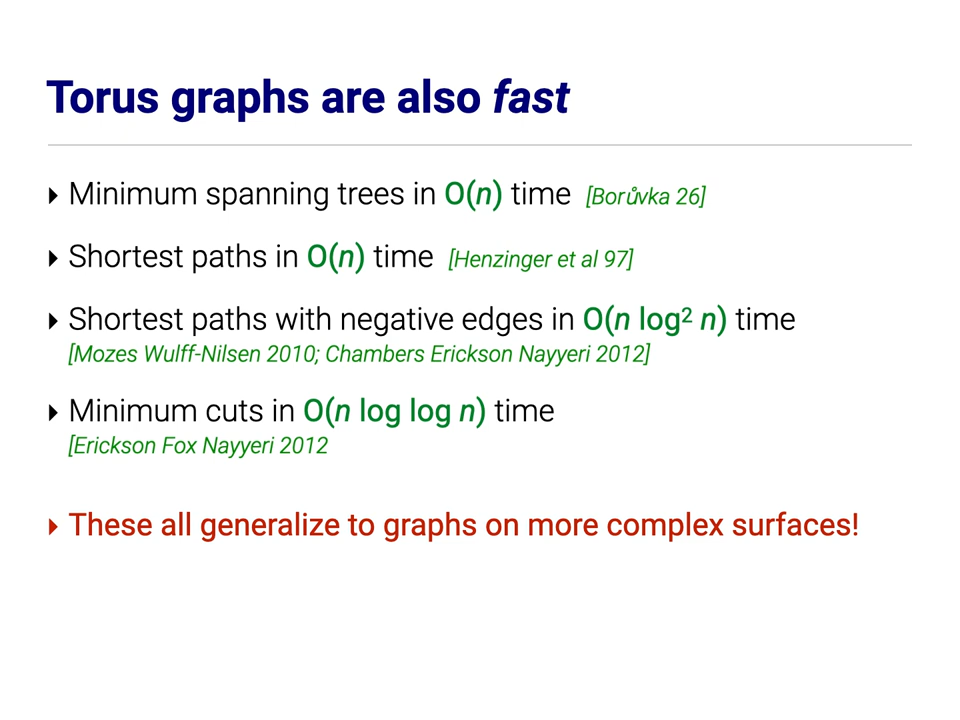 Torus graphs are also fast
‣ Minimum spanning trees in O(n) time [Borůvka 26]
‣ Shortest paths in O(n) time [Henzinger et al 97]
‣ Shortest paths with negative edges in O(n log² n) time
[Mozes Wulff-Nilsen 2010; Chambers Erickson Nayyeri 2012]
‣ Minimum cuts in O(n log log n) time
[Erickson Fox Nayyeri 2012
‣ These all generalize to graphs on more complex surfaces!